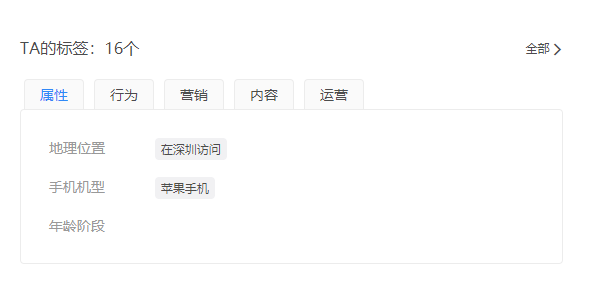 TA的标签：16个 全部
属性 行为 营销 内容 运营
地理位置 在深圳访问
手机机型 苹果手机
年龄阶段